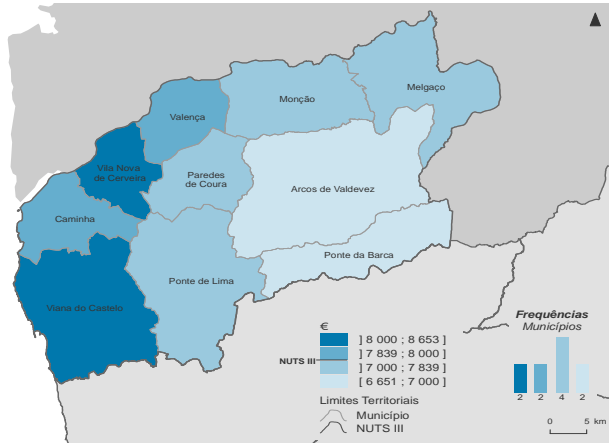 Melgaço
Monção
Valença
Vila Nova
de Cerveira
Paredes
de Coura
Arcos de Valdevez
Caminha
Ponte da Barca
Ponte de Lima
Viana do Castelo
€
] 8 000 ; 8 653 ]
] 7 839 ; 8 000 ]
NUTS III
] 7 000 ; 7 839 ]
[ 6 651 ; 7 000 ]
Limites Territoriais
Município
NUTS III
Frequências
Municípios
2 2 4 2
0 5 km